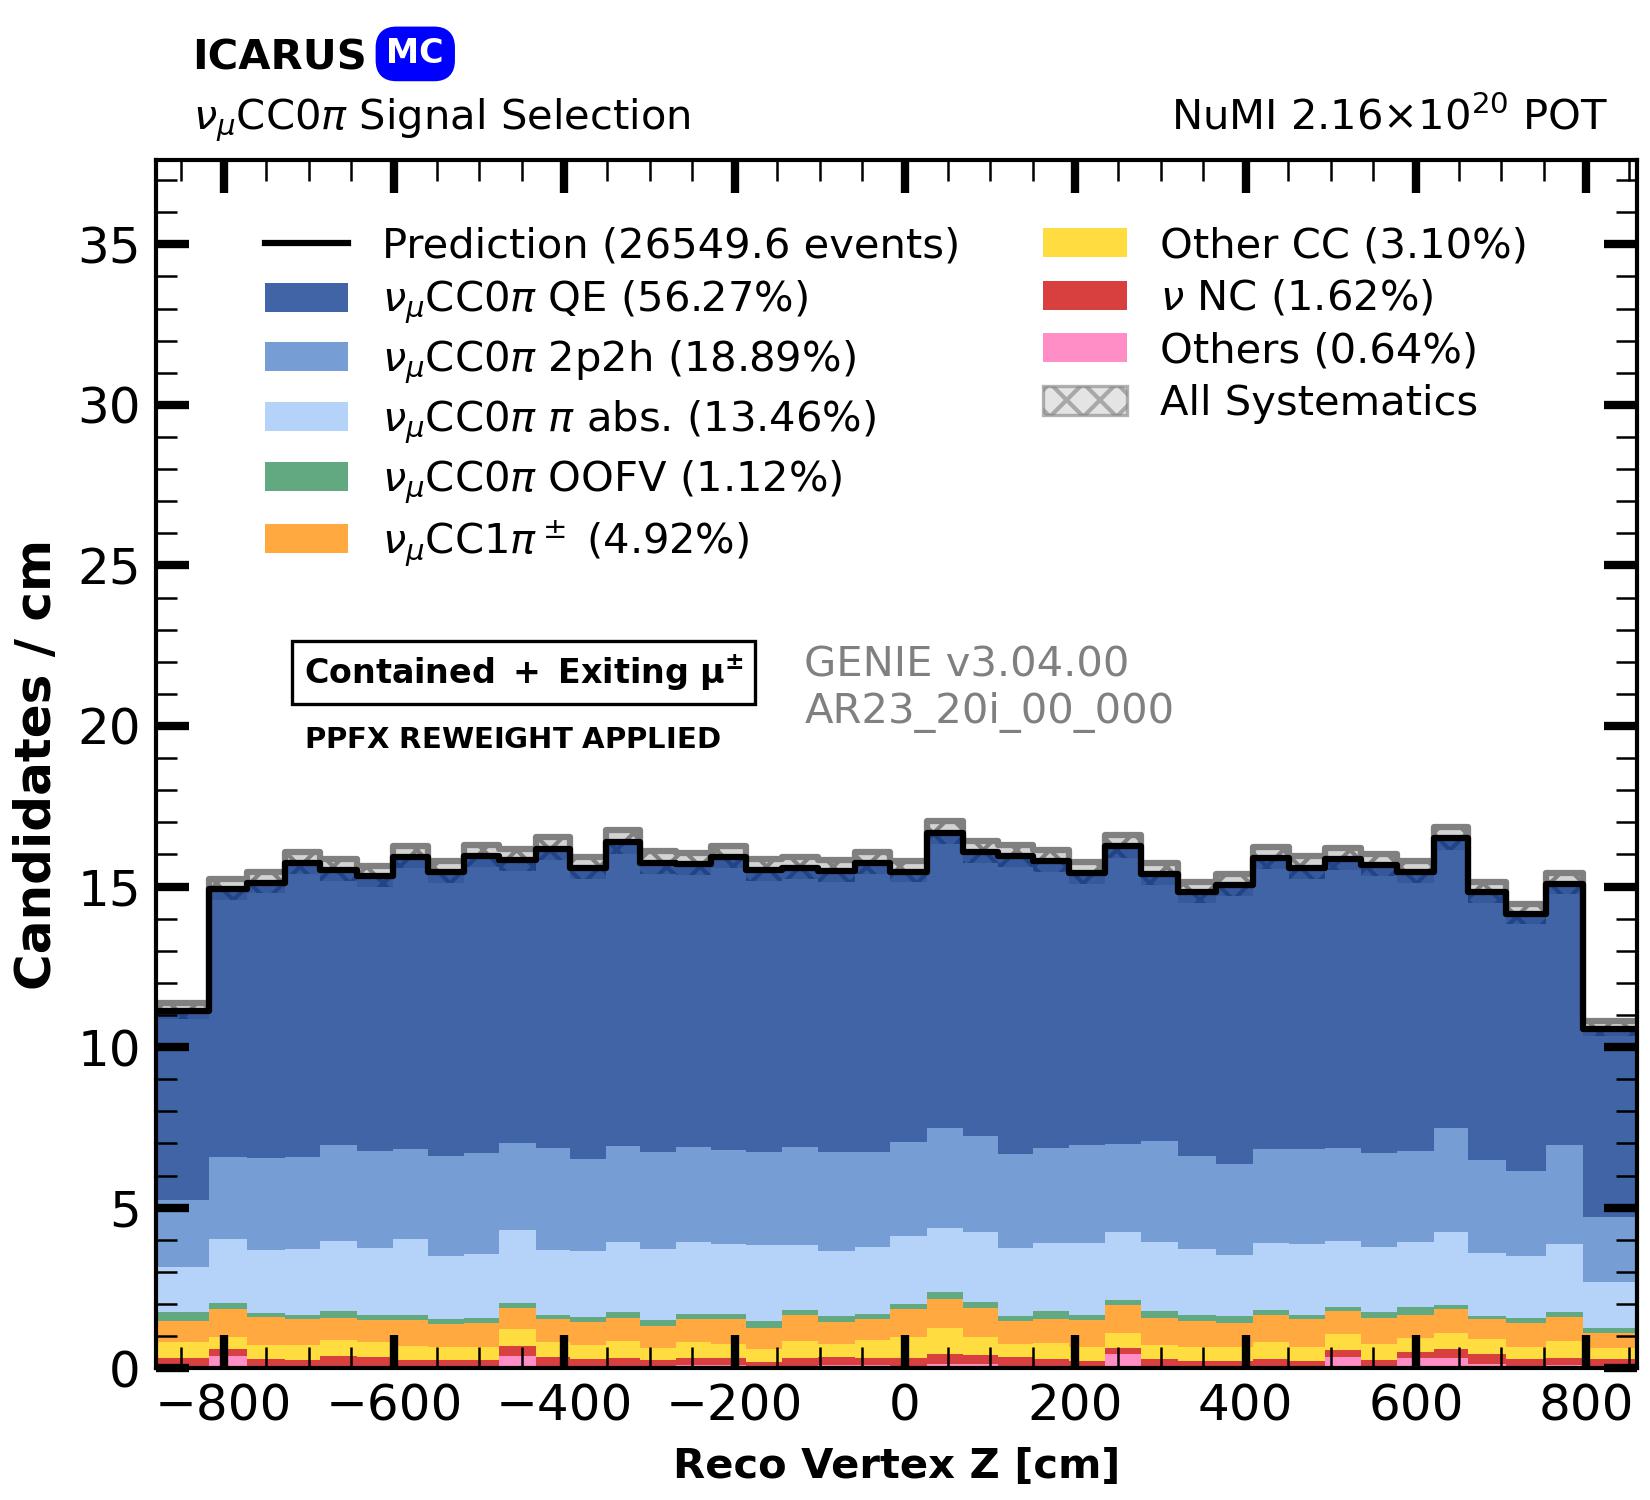 ICARUS MC
νμCC0π Signal Selection
NuMI 2.16×10²⁰ POT
Prediction (26549.6 events)
νμCC0π QE (56.27%)
νμCC0π 2p2h (18.89%)
νμCC0π π abs. (13.46%)
νμCC0π OOFV (1.12%)
νμCC1π± (4.92%)
Other CC (3.10%)
ν NC (1.62%)
Others (0.64%)
All Systematics
Contained + Exiting μ±
PPFX REWEIGHT APPLIED
GENIE v3.04.00
AR23_20i_00_000
Candidates / cm
35
30
25
20
15
10
5
0
−800 −600 −400 −200 0 200 400 600 800
Reco Vertex Z [cm]